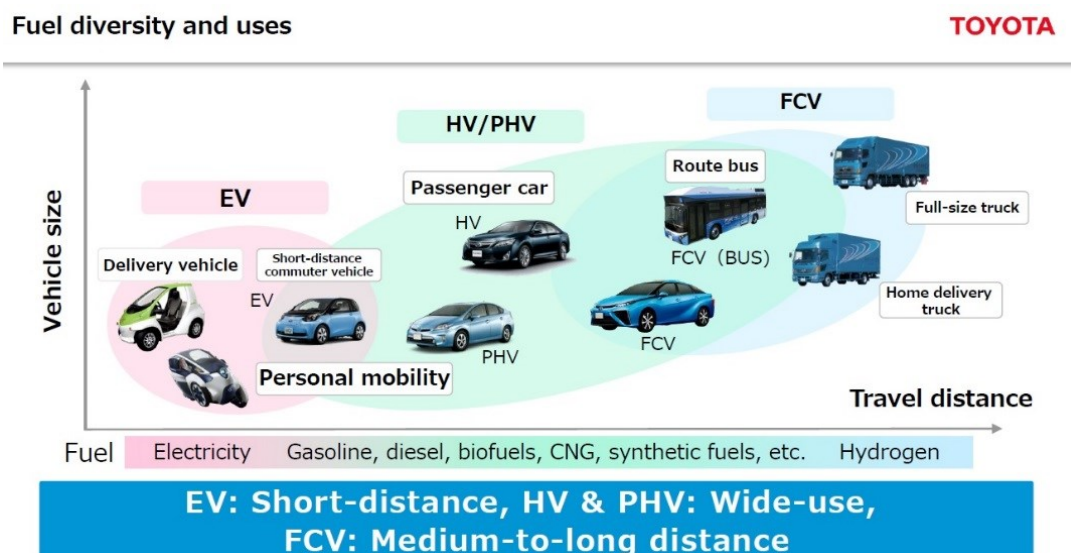 Fuel diversity and uses
TOYOTA
FCV
HV/PHV
EV
Route bus
Passenger car
HV
Full-size truck
Delivery vehicle
Short-distance
commuter vehicle
FCV（BUS）
EV
Home delivery
truck
PHV
FCV
Personal mobility
Vehicle size
Travel distance
Fuel
Electricity
Gasoline, diesel, biofuels, CNG, synthetic fuels, etc.
Hydrogen
EV: Short-distance, HV & PHV: Wide-use,
FCV: Medium-to-long distance